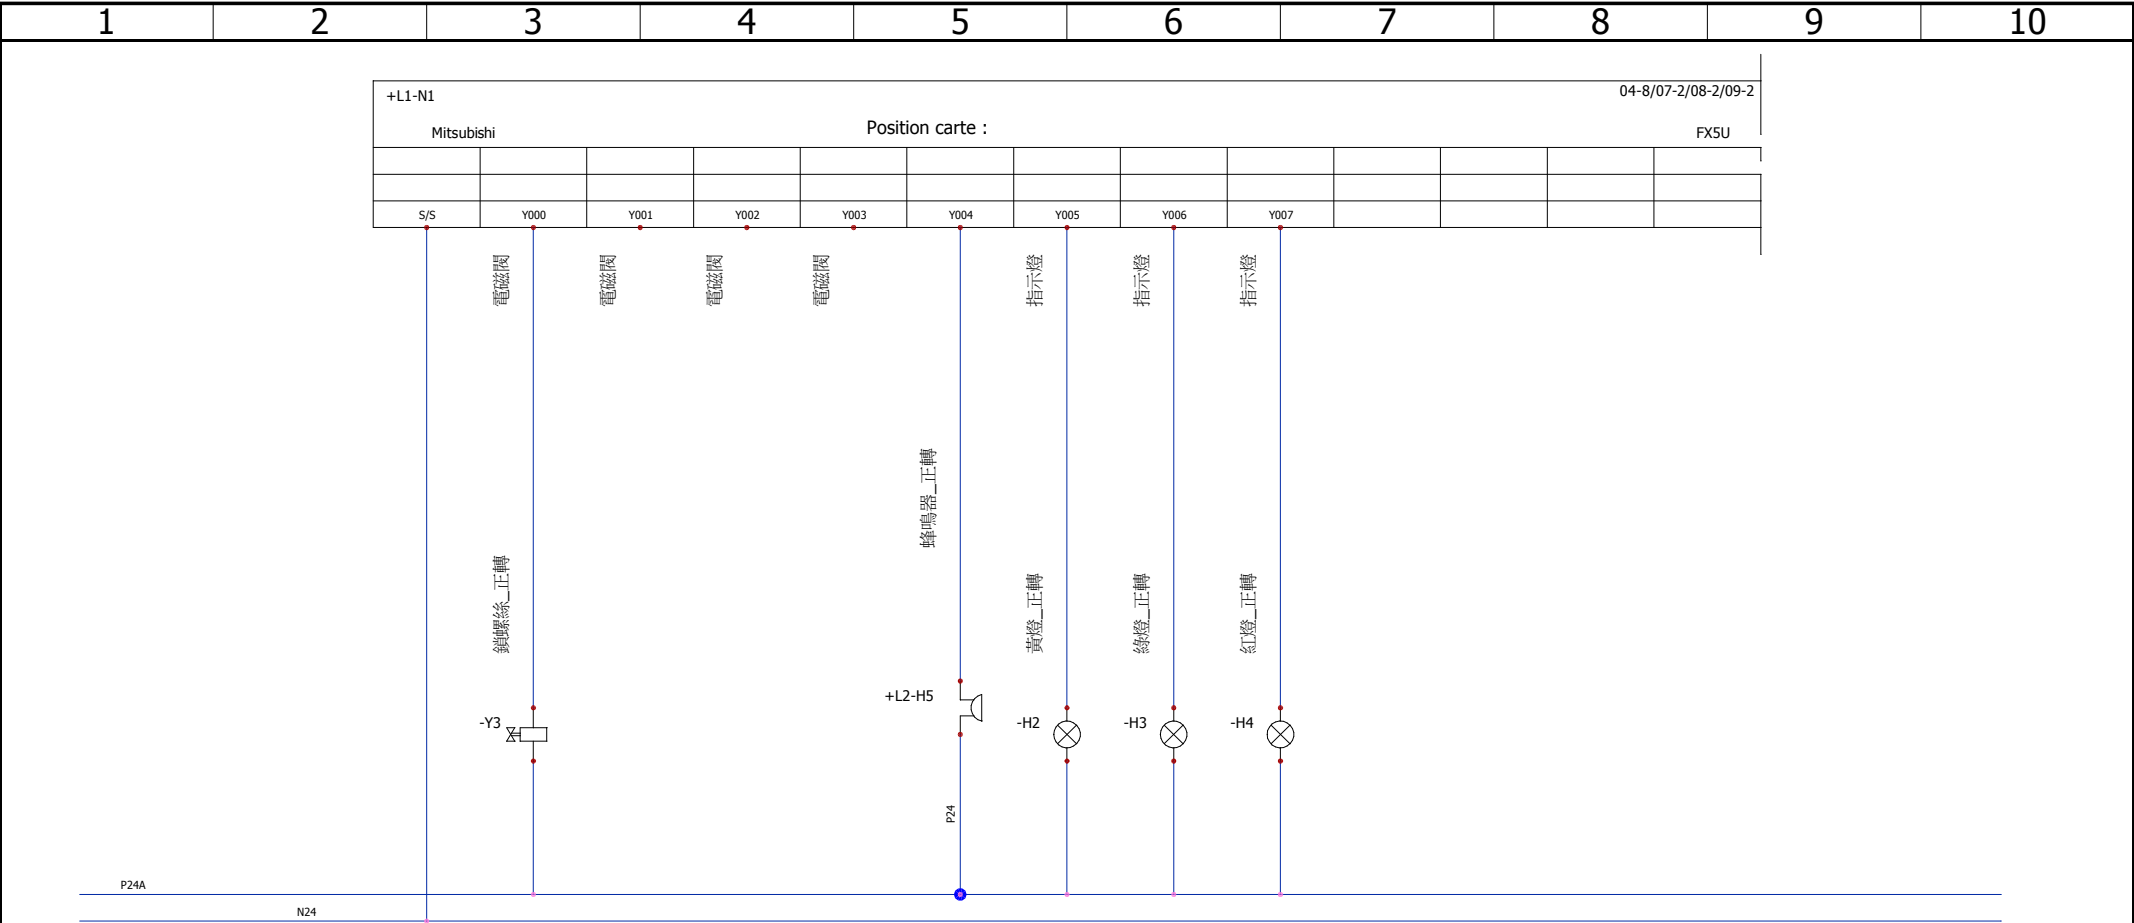 1 2 3 4 5 6 7 8 9 10
+L1-N1 04-8/07-2/08-2/09-2
Mitsubishi Position carte : FX5U
S/S Y000 Y001 Y002 Y003 Y004 Y005 Y006 Y007
電磁閥
電磁閥
電磁閥
電磁閥
指示燈
指示燈
指示燈
鎖螺絲_正轉
蜂鳴器_正轉
黃燈_正轉
綠燈_正轉
紅燈_正轉
+L2-H5
-Y3 -H2 -H3 -H4
P24
P24A
N24